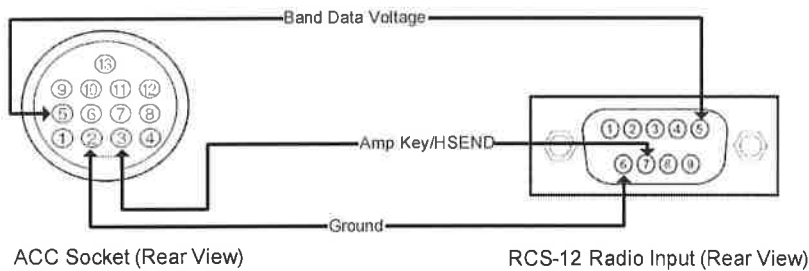 Band Data Voltage
13
9 10 11 12
5 6 7 8
1 2 3 4
1 2 3 4 5
6 7 8 9
Amp Key/HSEND
Ground
ACC Socket (Rear View)
RCS-12 Radio Input (Rear View)